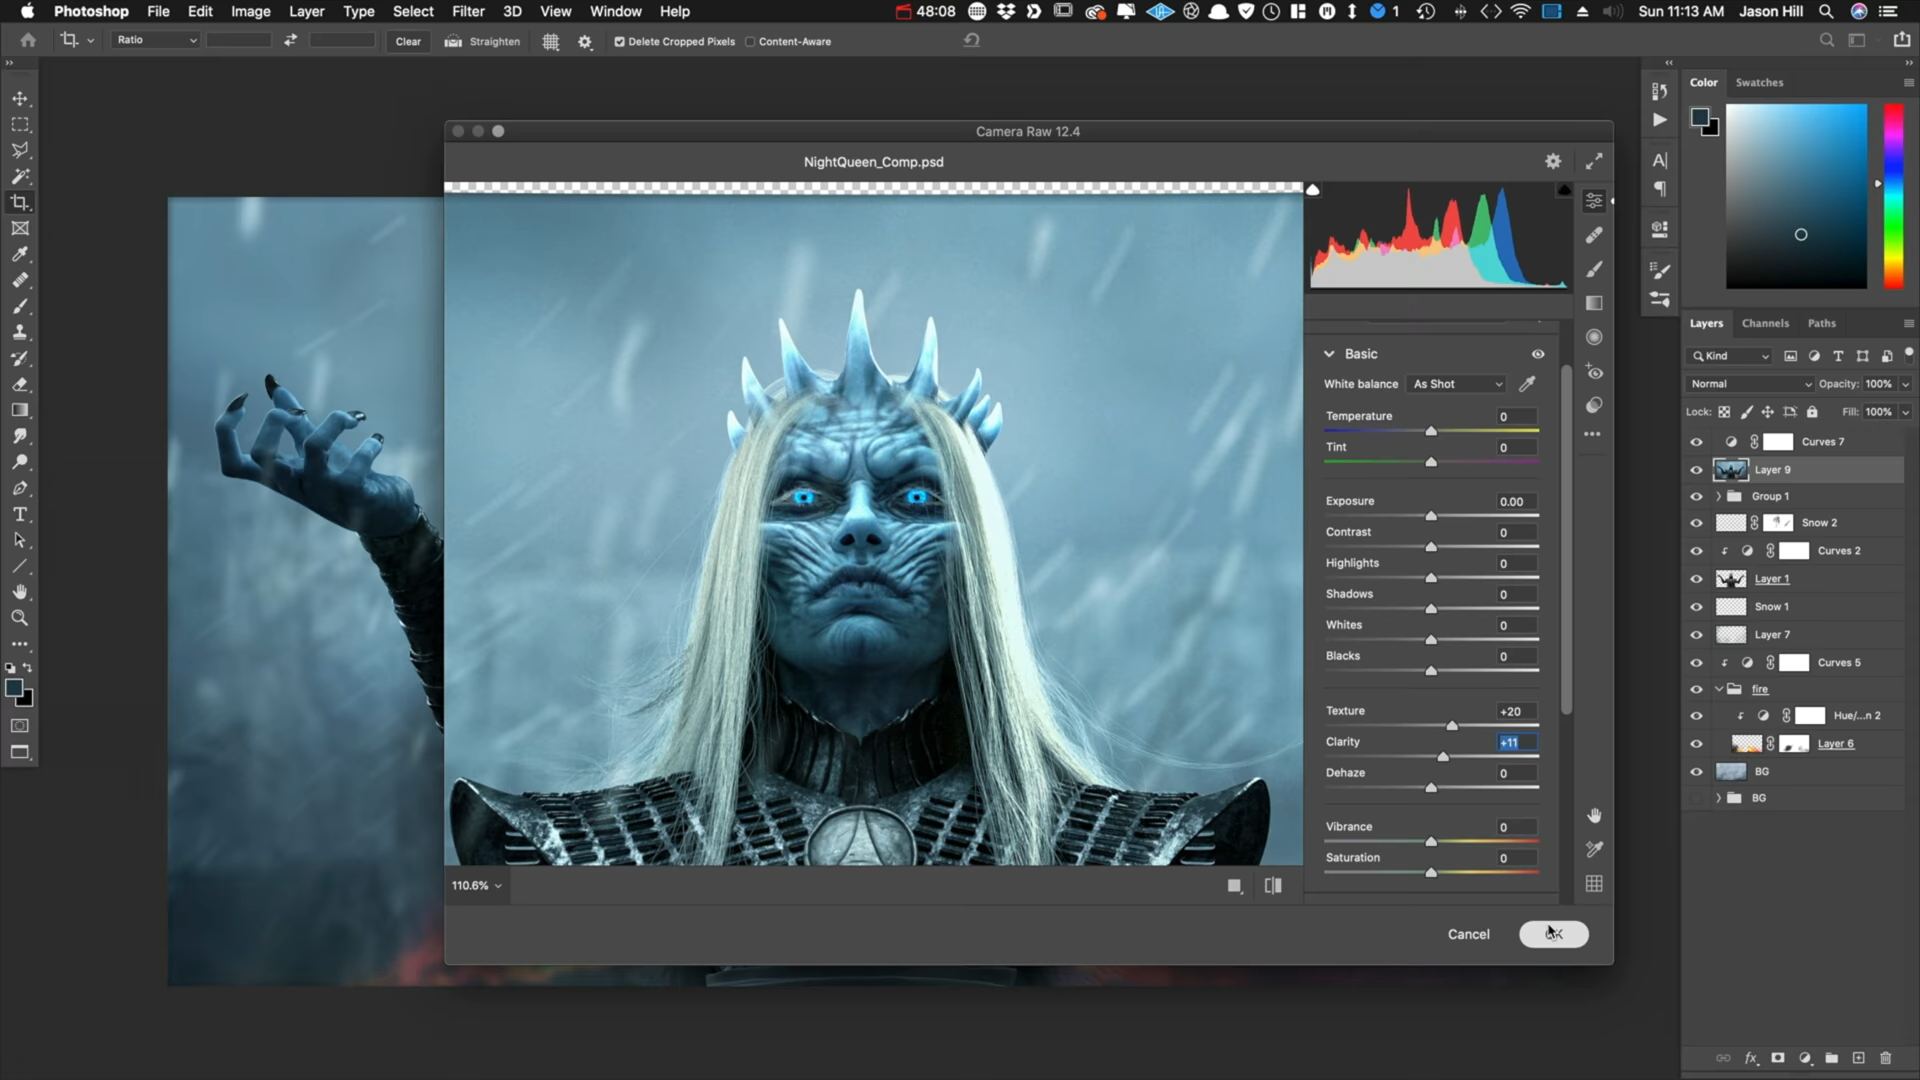 Photoshop File Edit Image Layer Type Select Filter 3D View Window Help 48:08 1 Sun 11:13 AM Jason Hill
Ratio Clear Straighten Delete Cropped Pixels Content-Aware
Camera Raw 12.4
NightQueen_Comp.psd
Basic
White balance As Shot
Temperature 0
Tint 0
Exposure 0.00
Contrast 0
Highlights 0
Shadows 0
Whites 0
Blacks 0
Texture +20
Clarity +11
Dehaze 0
Vibrance 0
Saturation 0
110.6%
Cancel
Color Swatches
Layers Channels Paths
Kind
Normal Opacity: 100%
Lock: Fill: 100%
Curves 7
Layer 9
Group 1
Snow 2
Curves 2
Layer 1
Snow 1
Layer 7
Curves 5
fire
Hue/...n 2
Layer 6
BG
BG